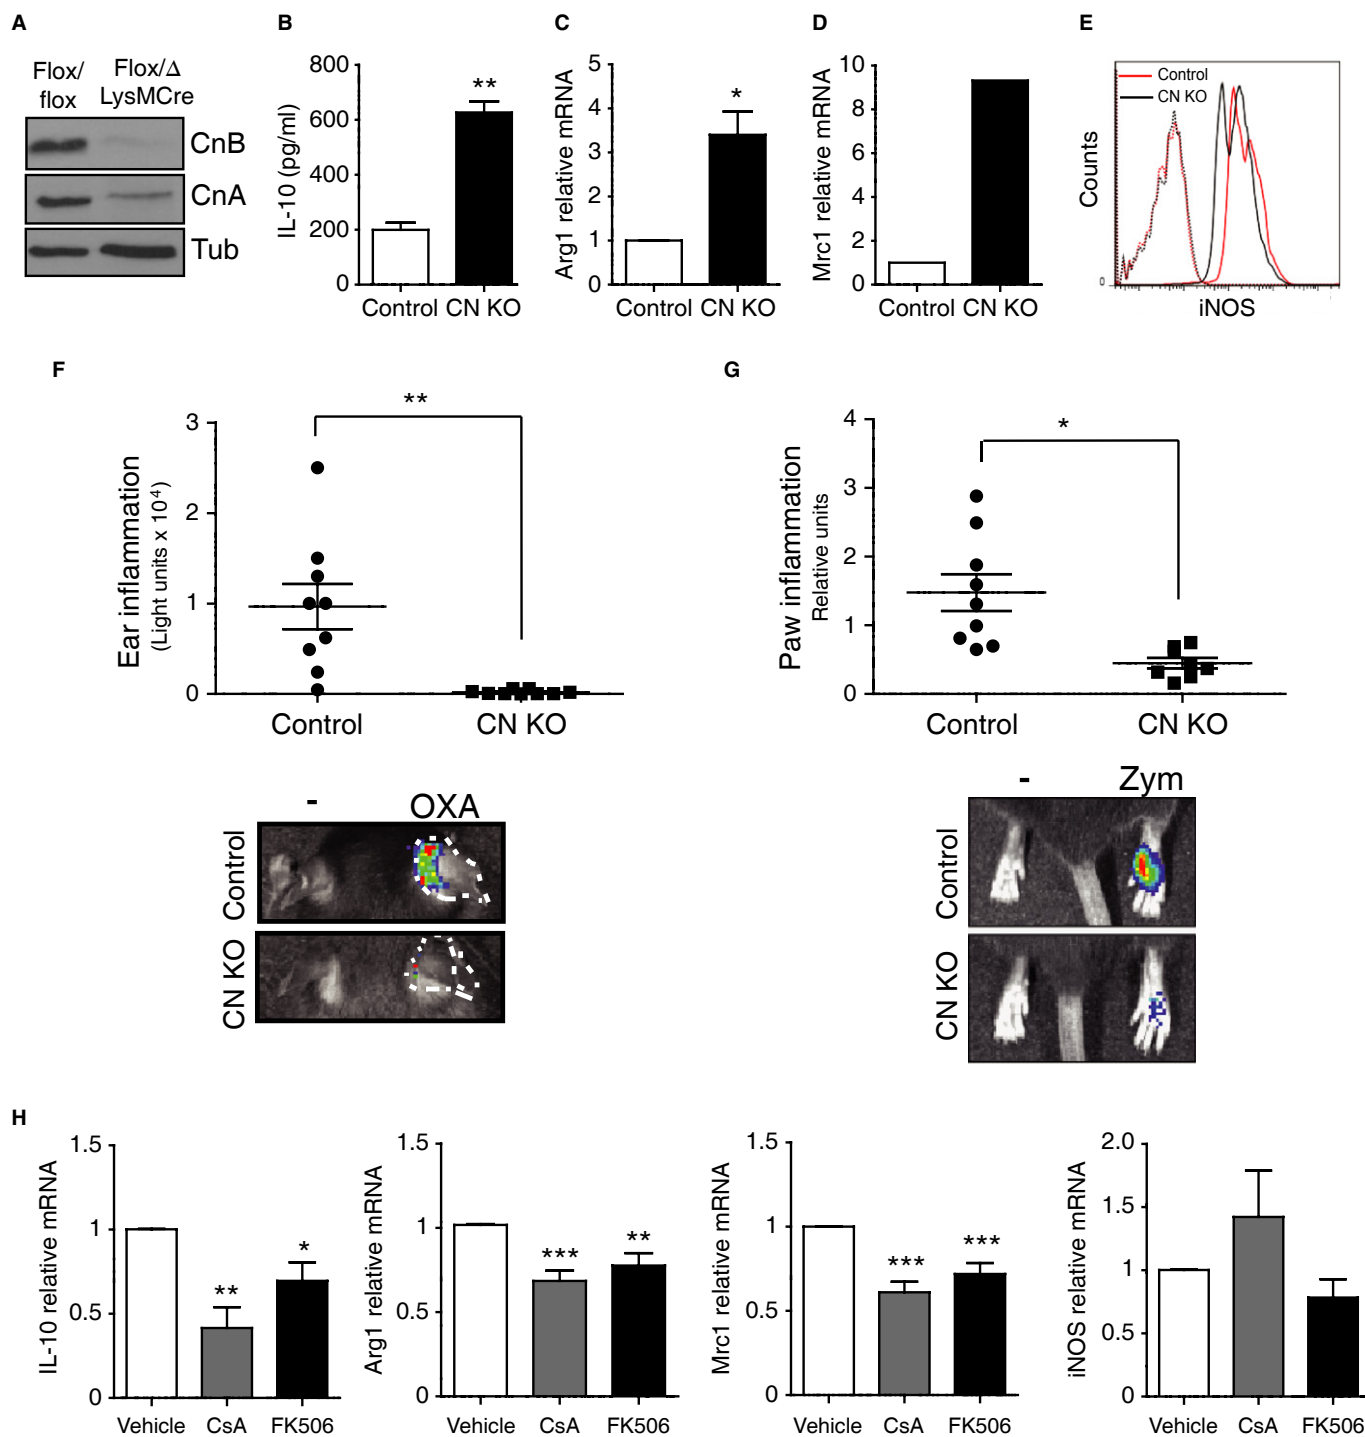 A
Flox/
flox
Flox/Δ
LysMCre
CnB
CnA
Tub
B
IL-10 (pg/ml)
800
600
400
200
0
**
Control CN KO
C
Arg1 relative mRNA
5
4
3
2
1
0
*
Control CN KO
D
Mrc1 relative mRNA
10
8
6
4
2
0
Control CN KO
E
Control
CN KO
Counts
0
iNOS
F
Ear inflammation
(Light units x 10⁴)
3
2
1
0
**
Control
CN KO
-
OXA
Control
CN KO
G
Paw inflammation
Relative units
4
3
2
1
0
*
Control
CN KO
-
Zym
Control
CN KO
H
IL-10 relative mRNA
1.5
1
0.5
0
**
*
Vehicle CsA FK506
Arg1 relative mRNA
1.5
1
0.5
0
***
**
Vehicle CsA FK506
Mrc1 relative mRNA
1.5
1
0.5
0
***
***
Vehicle CsA FK506
iNOS relative mRNA
2.0
1.5
1
0.5
0
Vehicle CsA FK506